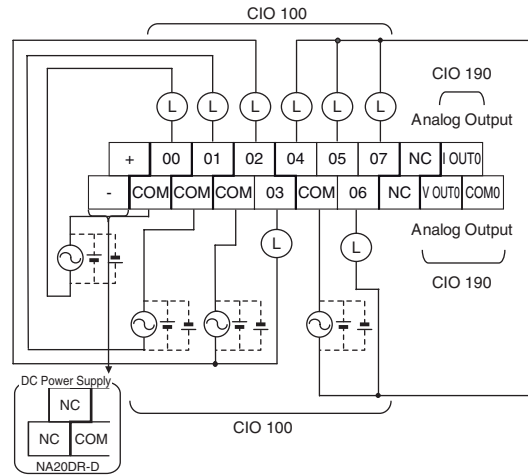 CIO 100
CIO 190
Analog Output
L L L L L L
+ 00 01 02 04 05 07 NC I OUT0
- COM COM COM 03 COM 06 NC V OUT0 COM0
L L
Analog Output
CIO 190
DC Power Supply
NC
NC COM
NA20DR-D
CIO 100